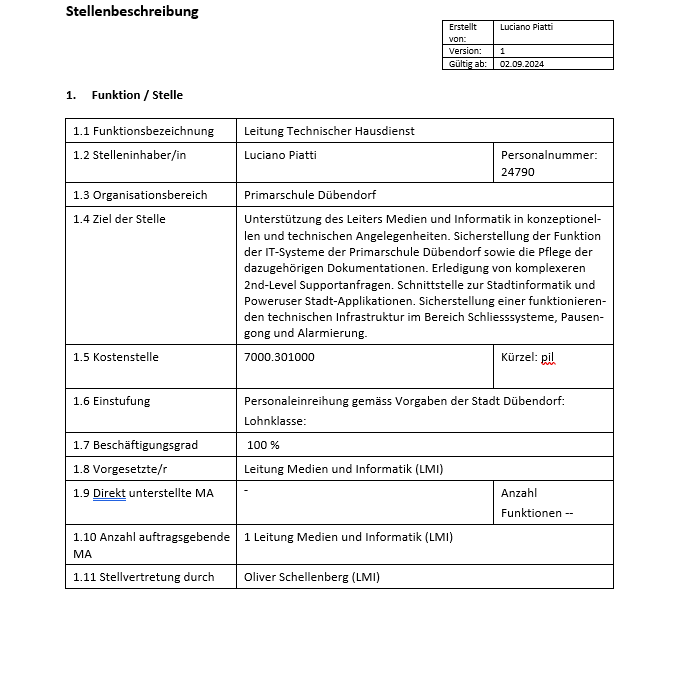 Stellenbeschreibung
Erstellt von: Luciano Piatti
Version: 1
Gültig ab: 02.09.2024
1. Funktion / Stelle
1.1 Funktionsbezeichnung Leitung Technischer Hausdienst
1.2 Stelleninhaber/in Luciano Piatti Personalnummer:
24790
1.3 Organisationsbereich Primarschule Dübendorf
1.4 Ziel der Stelle Unterstützung des Leiters Medien und Informatik in konzeptionel-
len und technischen Angelegenheiten. Sicherstellung der Funktion
der IT-Systeme der Primarschule Dübendorf sowie die Pflege der
dazugehörigen Dokumentationen. Erledigung von komplexeren
2nd-Level Supportanfragen. Schnittstelle zur Stadtinformatik und
Poweruser Stadt-Applikationen. Sicherstellung einer funktionieren-
den technischen Infrastruktur im Bereich Schliesssysteme, Pausen-
gong und Alarmierung.
1.5 Kostenstelle 7000.301000 Kürzel: pil
1.6 Einstufung Personaleinreihung gemäss Vorgaben der Stadt Dübendorf:
Lohnklasse:
1.7 Beschäftigungsgrad 100 %
1.8 Vorgesetzte/r Leitung Medien und Informatik (LMI)
1.9 Direkt unterstellte MA - Anzahl
Funktionen --
1.10 Anzahl auftragsgebende 1 Leitung Medien und Informatik (LMI)
MA
1.11 Stellvertretung durch Oliver Schellenberg (LMI)